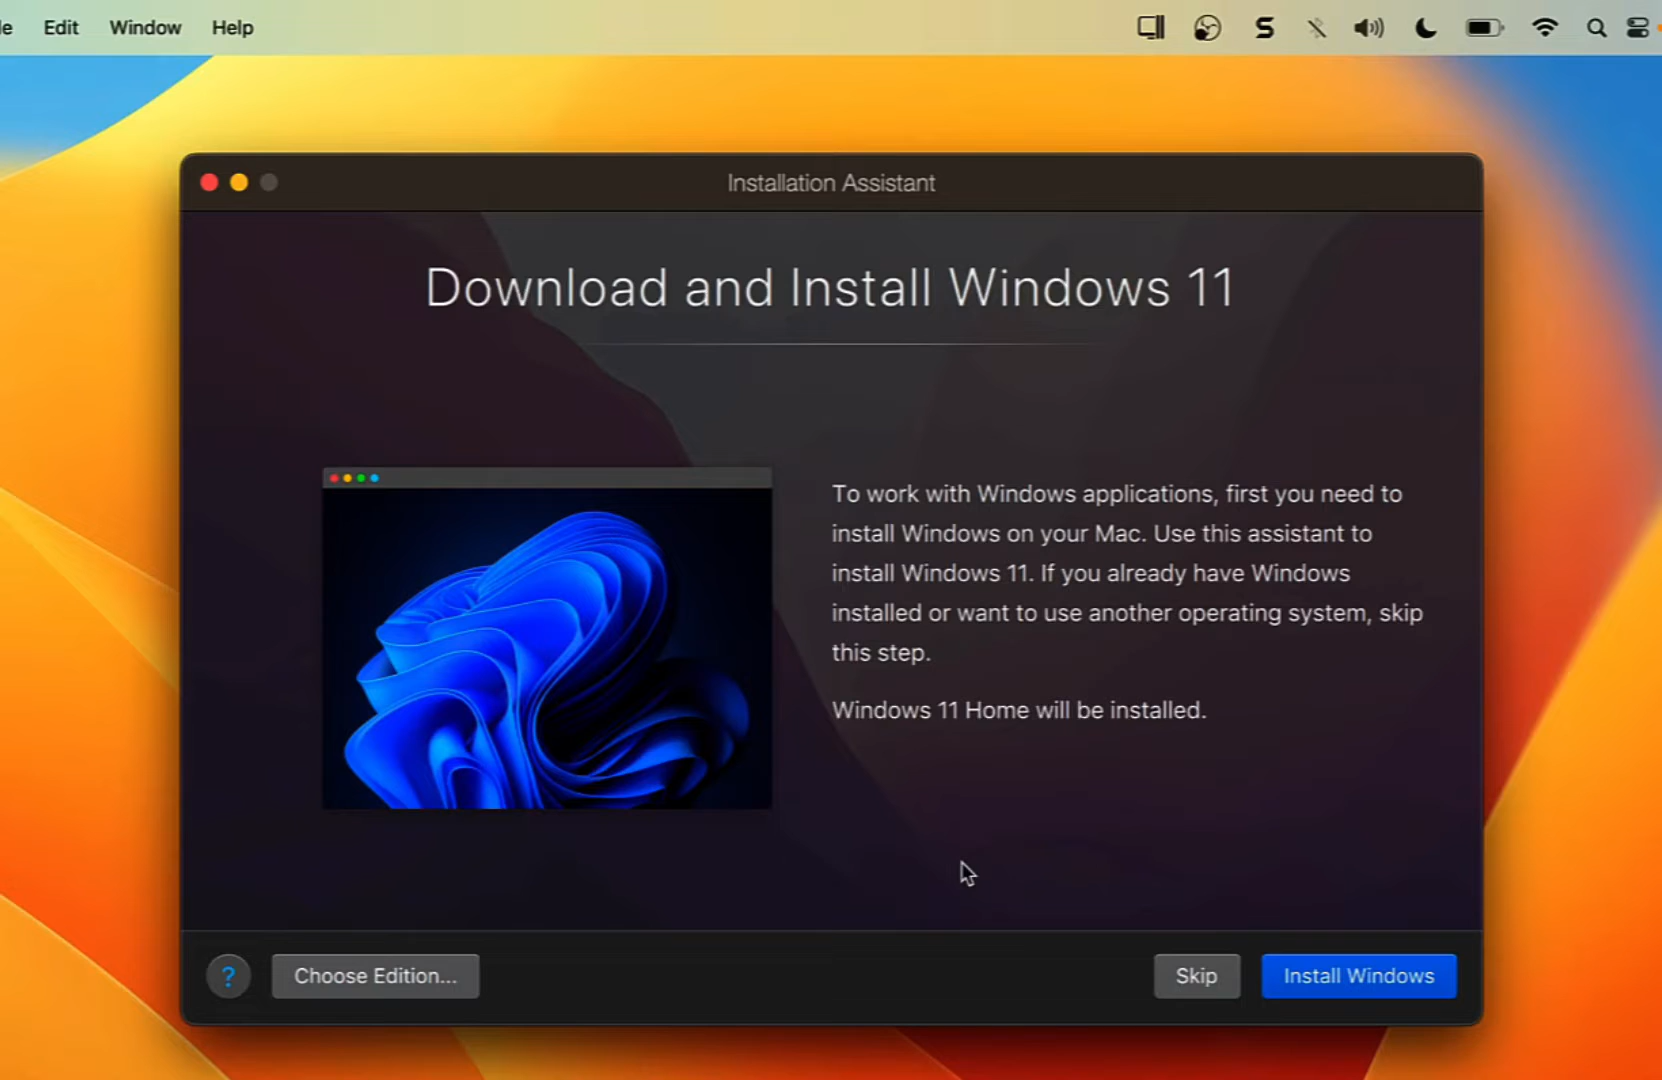 Edit Window Help
Installation Assistant
Download and Install Windows 11
To work with Windows applications, first you need to
install Windows on your Mac. Use this assistant to
install Windows 11. If you already have Windows
installed or want to use another operating system, skip
this step.
Windows 11 Home will be installed.
? Choose Edition... Skip Install Windows